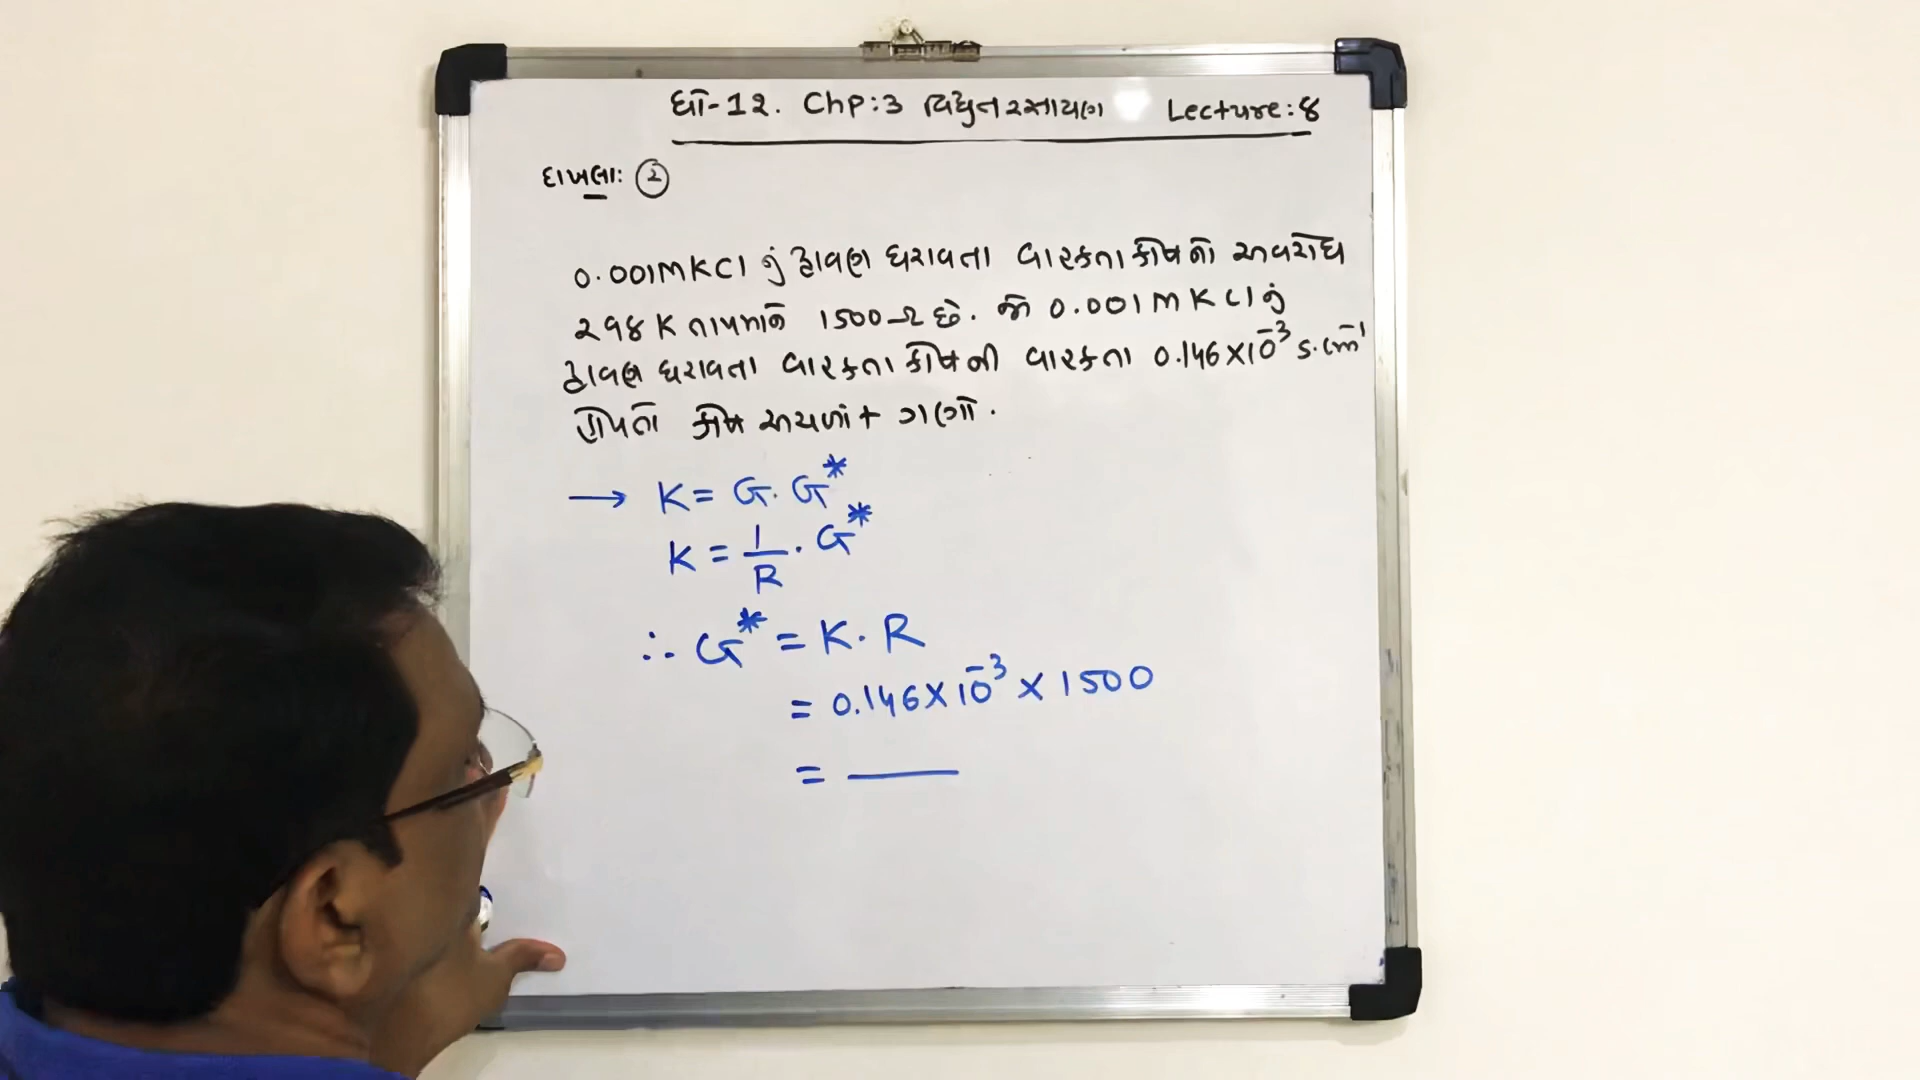 ધો-12. Chp:3 વિદ્યુત રસાયણ Lecture:8
દાખલા: ②
0.001M KCl નું દ્રાવણ ધરાવતા વાહકતા કોષનો અવરોધ
298 K તાપમાને 1500 Ω છે. જો 0.001 M KCl નું
દ્રાવણ ધરાવતા વાહકતા કોષની વાહકતા 0.146×10⁻³ s.cm⁻¹
હોય તો કોષ અચળાંક ગણો.
→ K = G. G*
K = 1/R . G*
∴ G* = K. R
= 0.146×10⁻³ × 1500
= ____